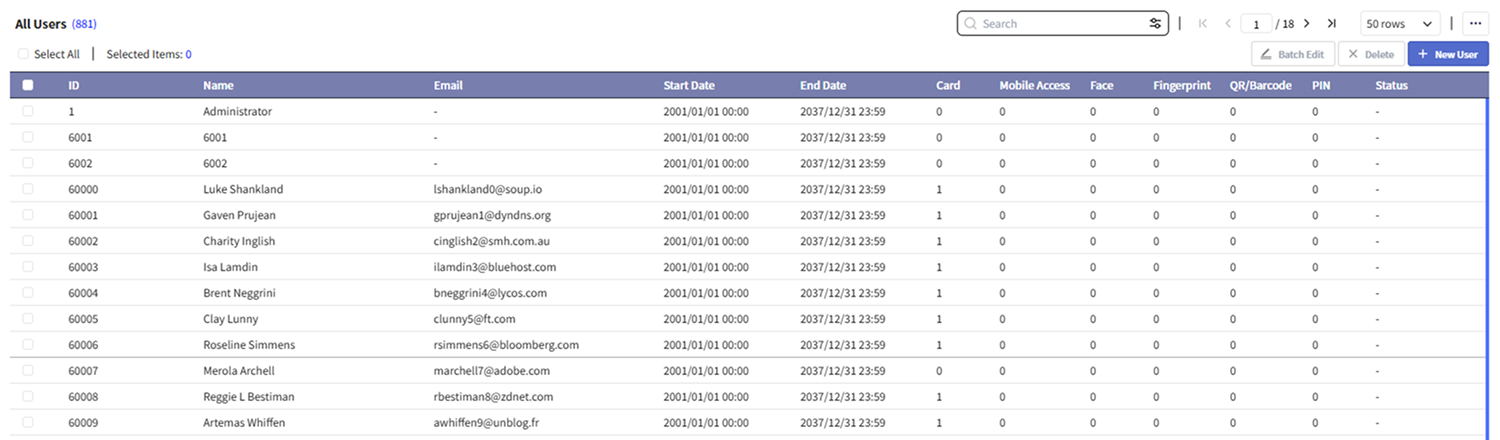 All Users (881) Search 1 / 18 50 rows
Select All Selected Items: 0 Batch Edit Delete + New User
ID Name Email Start Date End Date Card Mobile Access Face Fingerprint QR/Barcode PIN Status
1 Administrator - 2001/01/01 00:00 2037/12/31 23:59 0 0 0 0 0 0 -
6001 6001 - 2001/01/01 00:00 2037/12/31 23:59 0 0 0 0 0 0 -
6002 6002 - 2001/01/01 00:00 2037/12/31 23:59 0 0 0 0 0 0 -
60000 Luke Shankland lshankland0@soup.io 2001/01/01 00:00 2037/12/31 23:59 1 0 0 0 0 0 -
60001 Gaven Prujean gprujean1@dyndns.org 2001/01/01 00:00 2037/12/31 23:59 1 0 0 0 0 0 -
60002 Charity Inglish cinglish2@smh.com.au 2001/01/01 00:00 2037/12/31 23:59 1 0 0 0 0 0 -
60003 Isa Lamdin ilamdin3@bluehost.com 2001/01/01 00:00 2037/12/31 23:59 1 0 0 0 0 0 -
60004 Brent Neggrini bneggrini4@lycos.com 2001/01/01 00:00 2037/12/31 23:59 1 0 0 0 0 0 -
60005 Clay Lunny clunny5@ft.com 2001/01/01 00:00 2037/12/31 23:59 1 0 0 0 0 0 -
60006 Roseline Simmens rsimmens6@bloomberg.com 2001/01/01 00:00 2037/12/31 23:59 1 0 0 0 0 0 -
60007 Merola Archell marchell7@adobe.com 2001/01/01 00:00 2037/12/31 23:59 0 0 0 0 0 0 -
60008 Reggie L Bestiman rbestiman8@zdnet.com 2001/01/01 00:00 2037/12/31 23:59 1 0 0 0 0 0 -
60009 Artemas Whiffen awhiffen9@unblog.fr 2001/01/01 00:00 2037/12/31 23:59 1 0 0 0 0 0 -